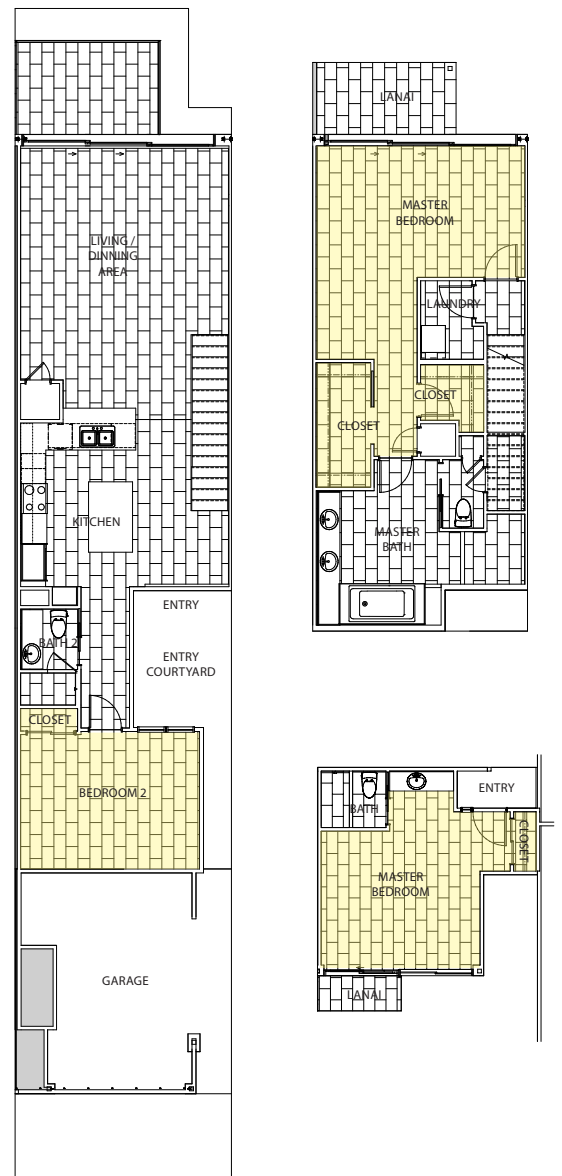 LIVING /
DINNING
AREA
KITCHEN
ENTRY
BATH 2
ENTRY
COURTYARD
CLOSET
BEDROOM 2
GARAGE
LANAI
MASTER
BEDROOM
LAUNDRY
CLOSET
CLOSET
MASTER
BATH
ENTRY
BATH
CLOSET
MASTER
BEDROOM
LANAI